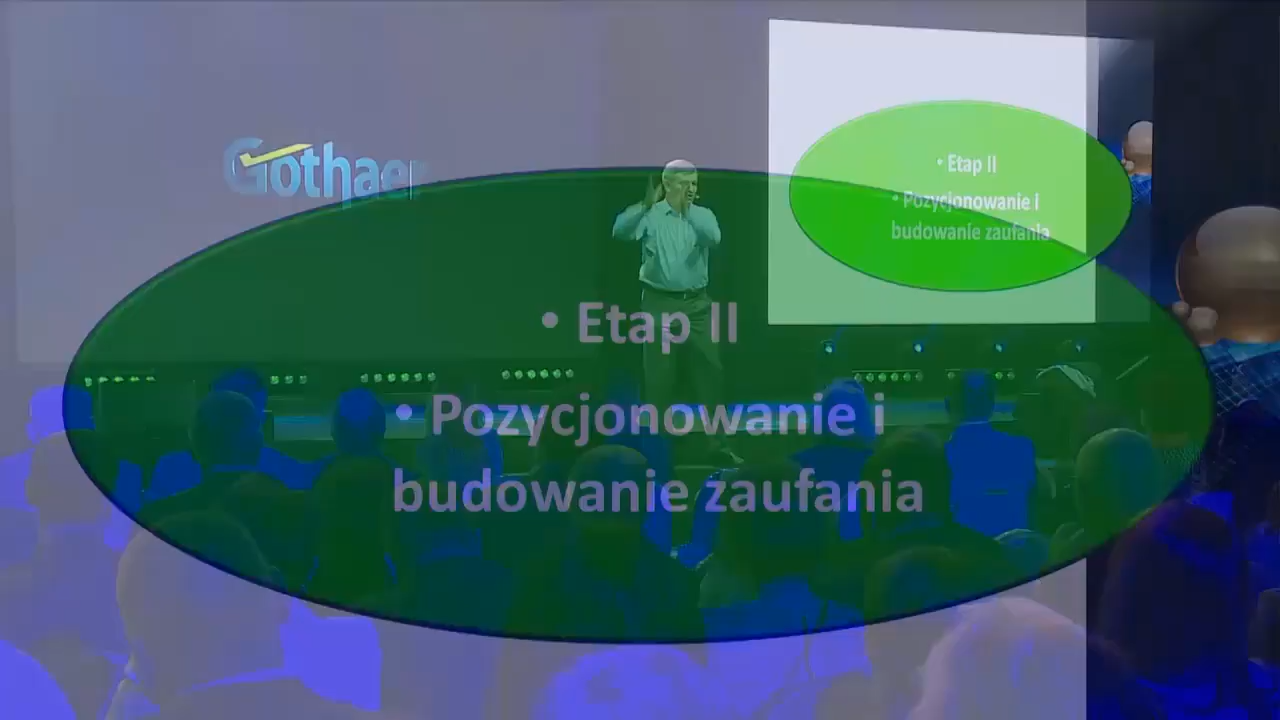 Gothaer
• Etap II
• Pozycjonowanie i
budowanie zaufania
• Etap II
• Pozycjonowanie i
budowanie zaufania